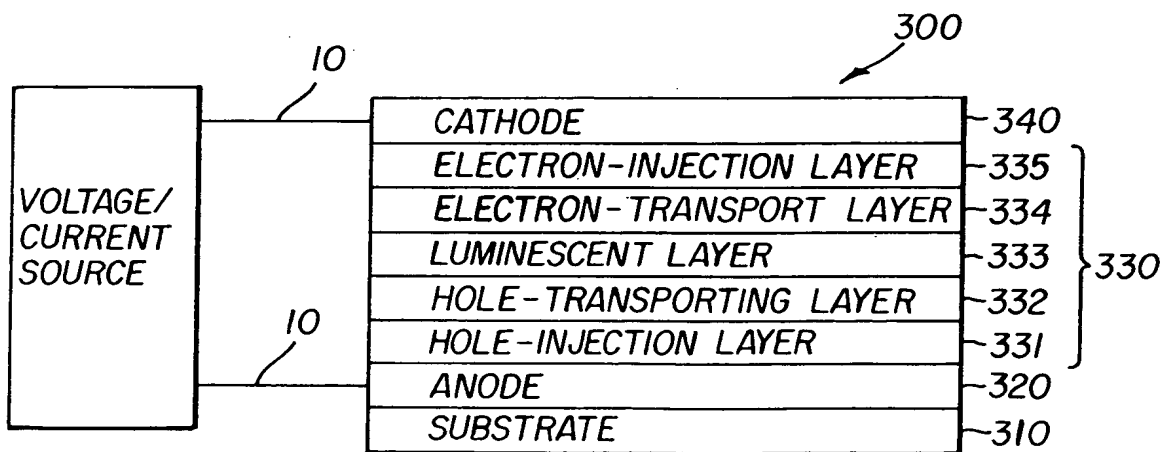 300
10
CATHODE 340
ELECTRON-INJECTION LAYER 335
ELECTRON-TRANSPORT LAYER 334
VOLTAGE/
CURRENT
SOURCE
LUMINESCENT LAYER 333
330
HOLE-TRANSPORTING LAYER 332
10
HOLE-INJECTION LAYER 331
ANODE 320
SUBSTRATE 310